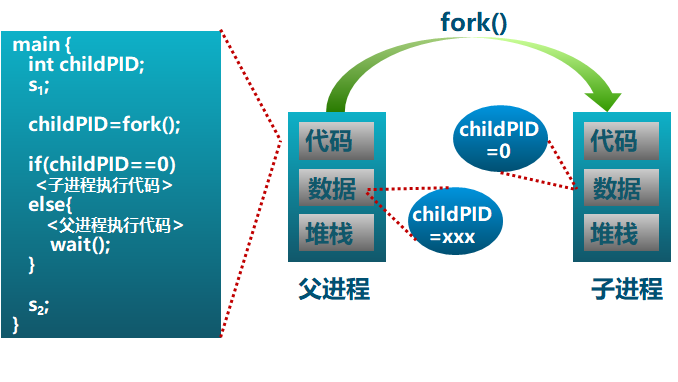 main {
int childPID;
s₁;
childPID=fork();
if(childPID==0)
<子进程执行代码>
else{
<父进程执行代码>
wait();
}
s₂;
}
fork()
代码
数据
堆栈
父进程
childPID
=xxx
childPID
=0
代码
数据
堆栈
子进程